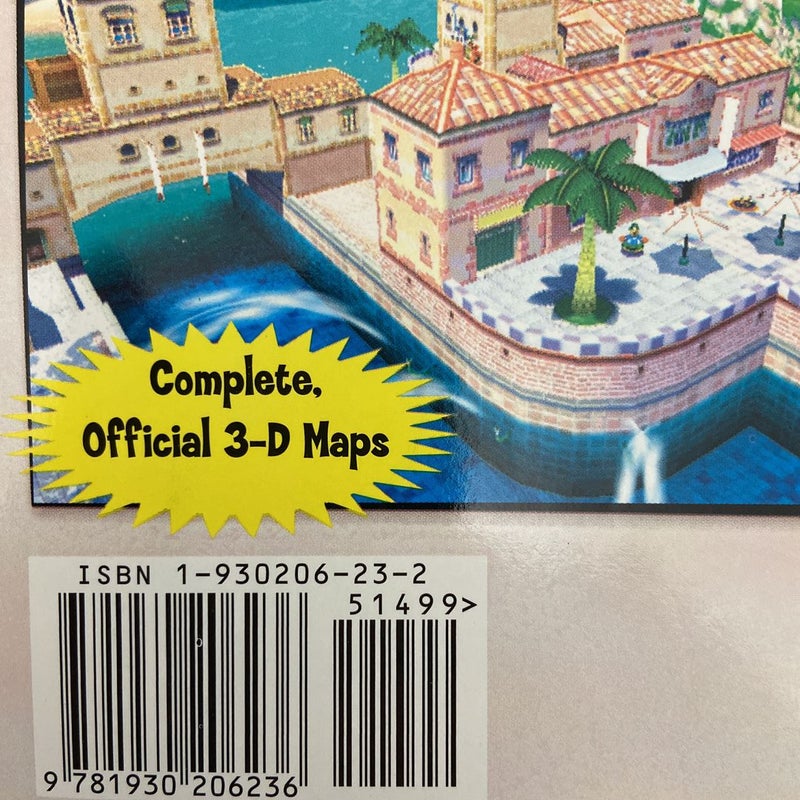 Complete,
Official 3-D Maps
ISBN 1-930206-23-2
51499>
9 781930 206236